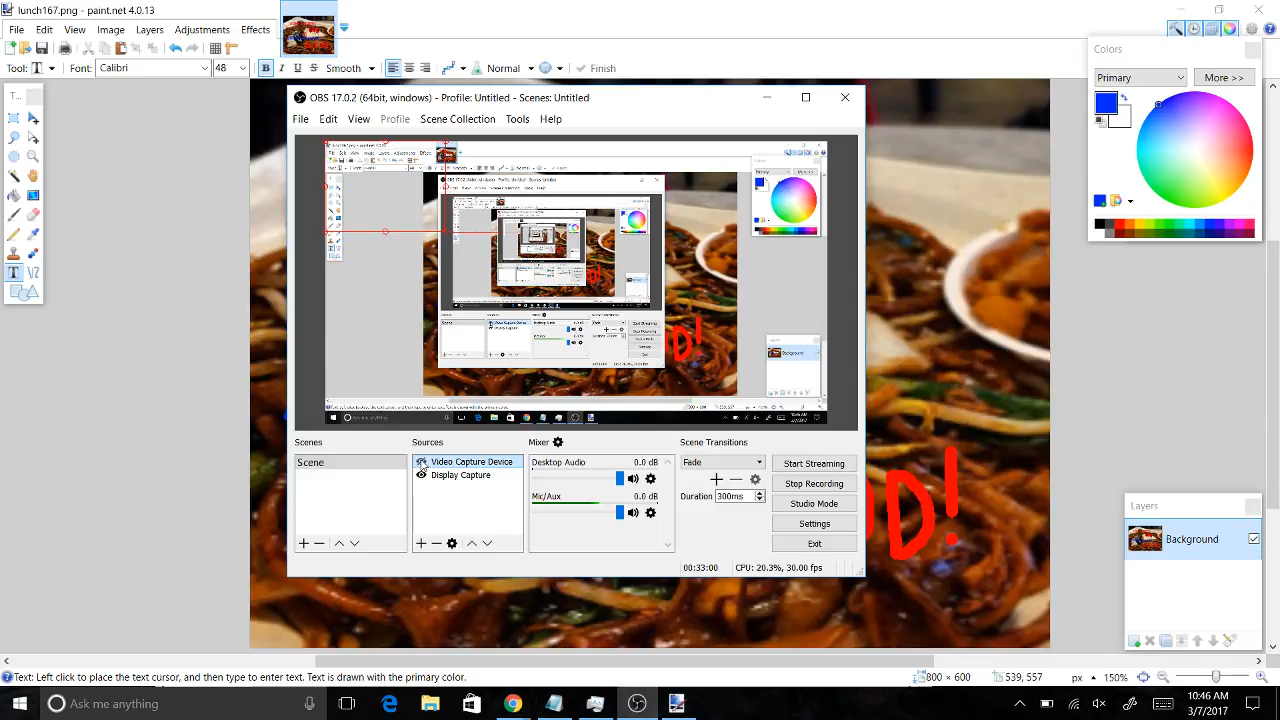 lunch167.png - paint.net 4.0.13
File Edit View Image Layers Adjustments Effects
Tool: T Font: Calibri 48 B I U S Smooth Normal Finish
Colors
Primary More >>
OBS 17.0.2 (64bit, windows) - Profile: Untitled - Scenes: Untitled
File Edit View Profile Scene Collection Tools Help
Scenes Sources Mixer Scene Transitions
Scene
Video Capture Device
Display Capture
Desktop Audio 0.0 dB
Mic/Aux 0.0 dB
Fade
Duration 300ms
Start Streaming
Stop Recording
Studio Mode
Settings
Exit
00:33:00 CPU: 20.3%, 30.00 fps
D!
Layers
Background
Text: Left click to place the text cursor, and then type to enter text. Text is drawn with the primary color.
800 × 600 539, 557 px 150%
Ask me anything
10:46 AM
3/7/2017